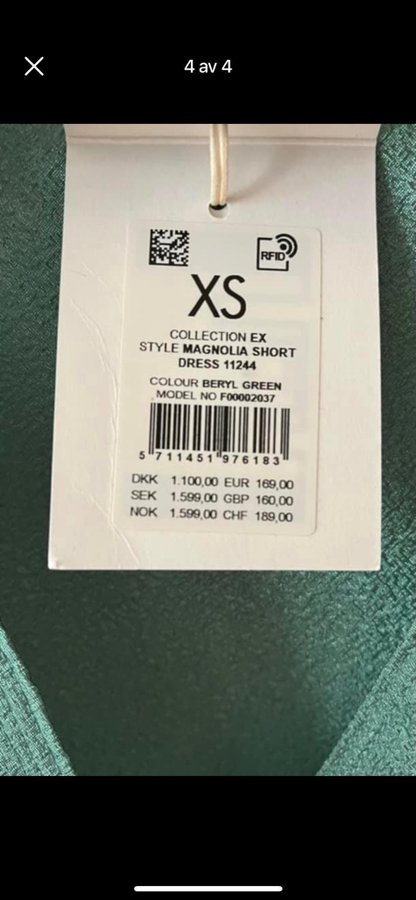 4 av 4
RFID
XS
COLLECTION EX
STYLE MAGNOLIA SHORT
DRESS 11244
COLOUR BERYL GREEN
MODEL NO F00002037
5 711451 976183
DKK 1.100,00 EUR 169,00
SEK 1.599,00 GBP 160,00
NOK 1.599,00 CHF 189,00